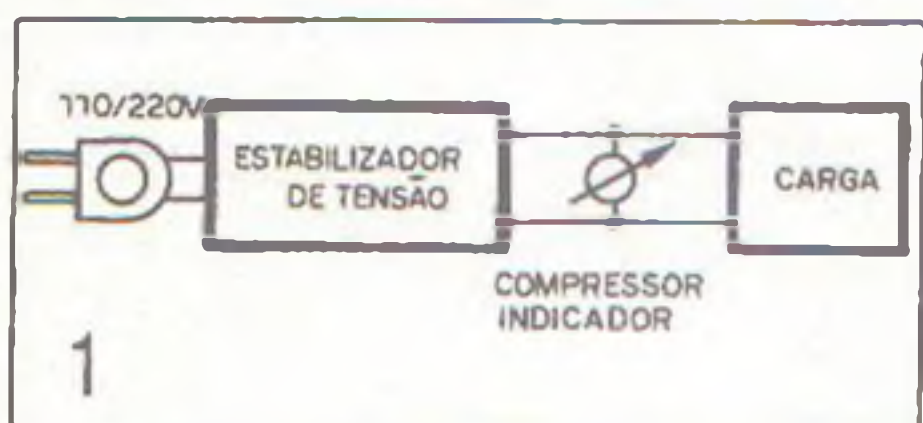 110/220V
ESTABILIZADOR
DE TENSÃO
CARGA
COMPRESSOR
INDICADOR
1